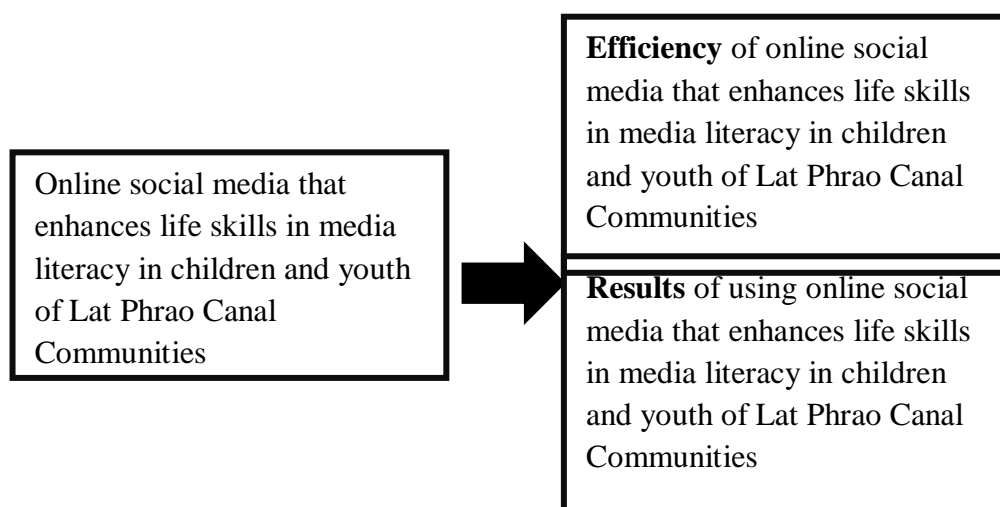 Online social media that
enhances life skills in media
literacy in children and youth
of Lat Phrao Canal
Communities
Efficiency of online social
media that enhances life skills
in media literacy in children
and youth of Lat Phrao Canal
Communities
Results of using online social
media that enhances life skills
in media literacy in children
and youth of Lat Phrao Canal
Communities